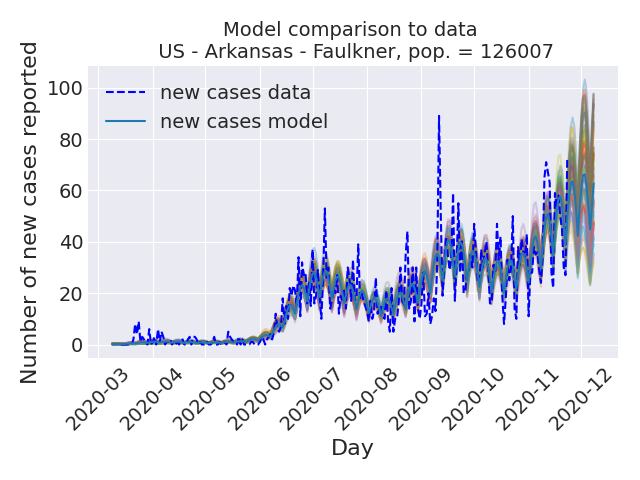 Model comparison to data
US - Arkansas - Faulkner, pop. = 126007
Number of new cases reported
100
80
60
40
20
0
new cases data
new cases model
2020-03
2020-04
2020-05
2020-06
2020-07
2020-08
2020-09
2020-10
2020-11
2020-12
Day